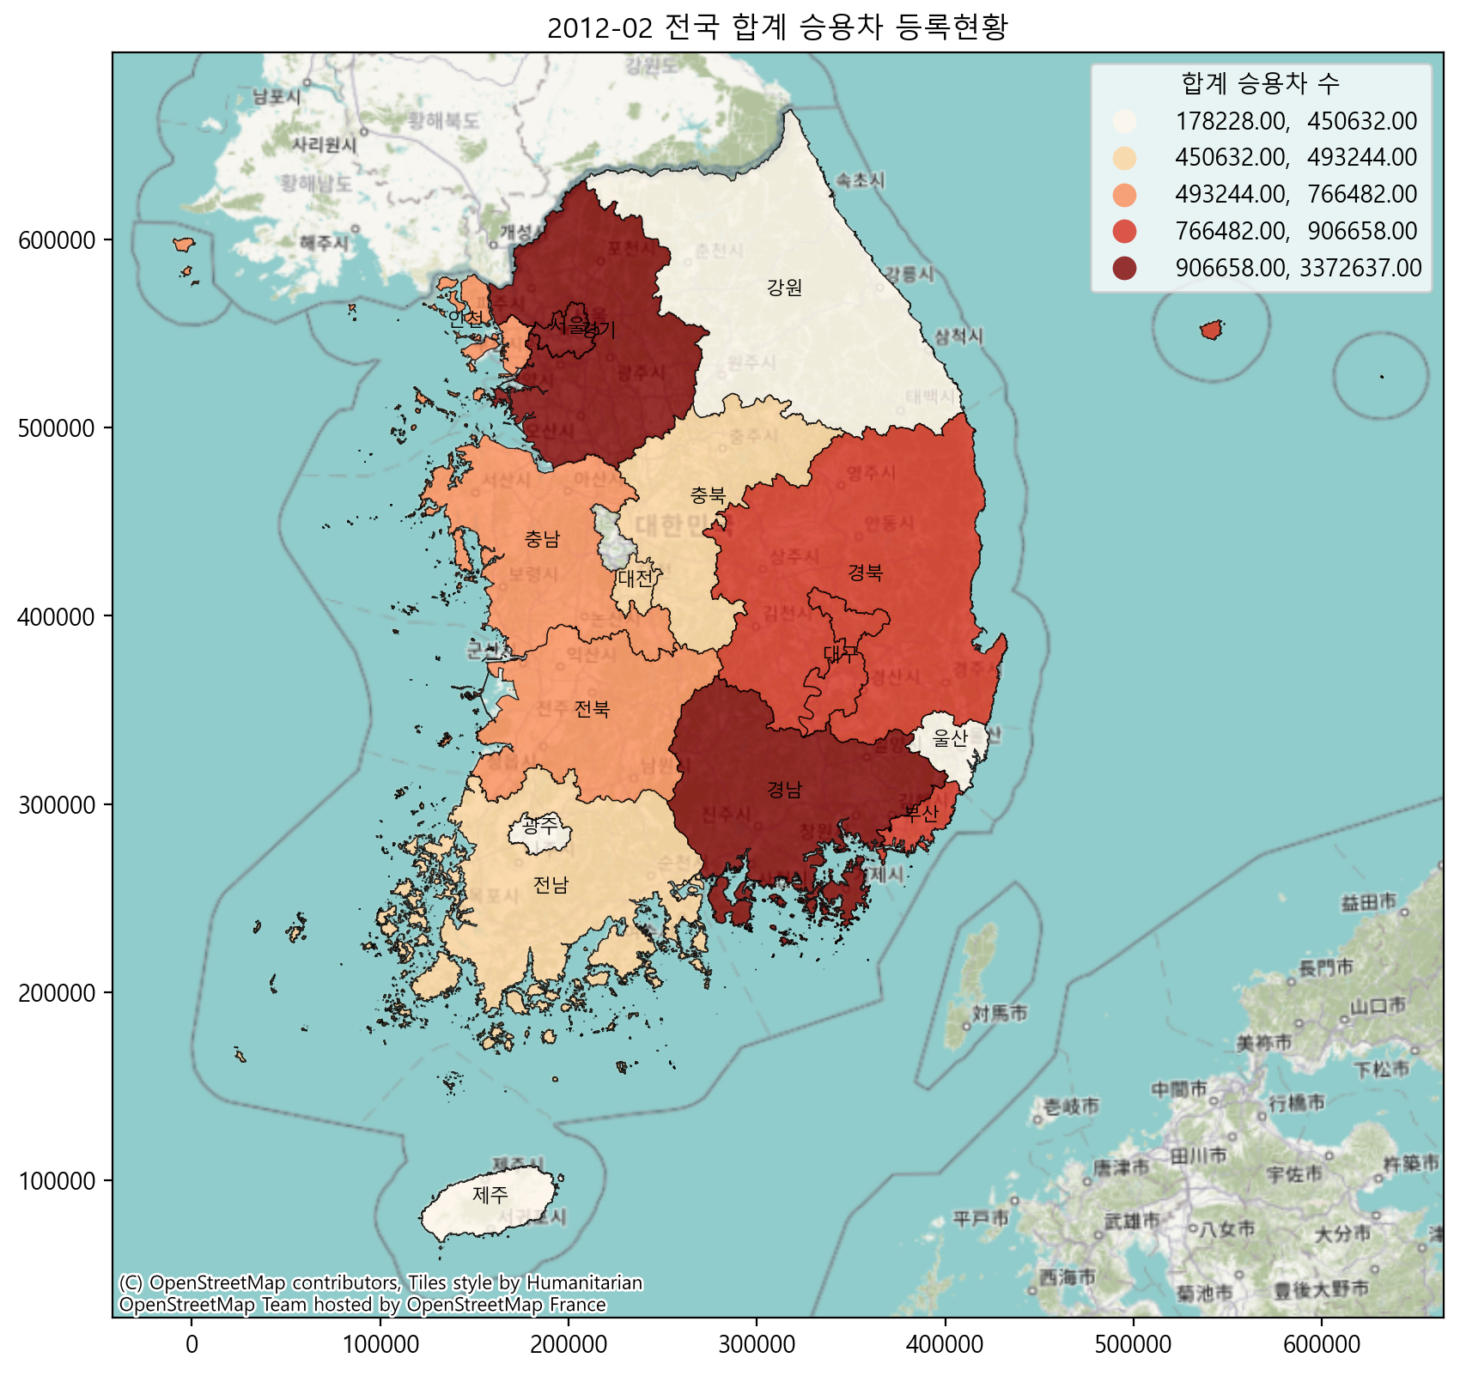 2012-02 전국 합계 승용차 등록현황
합계 승용차 수
178228.00, 450632.00
450632.00, 493244.00
493244.00, 766482.00
766482.00, 906658.00
906658.00, 3372637.00
강원도
남포시
황해북도
사리원시
황해남도
해주시
개성시
속초시
포천시
춘천시
강릉시
강원
파주시
인천
서울
경기
삼척시
광주시
원주시
태백시
오산시
충주시
서산시
아산시
영주시
충북
대한민국
안동시
충남
상주시
경북
보령시
대전
논산시
김천시
대구
군산시
익산시
경산시
경주시
전주
전북
울산
정읍시
남원시
밀양시
경남
진주시
창원
부산
광주
순천
전남
목포시
제시
益田市
長門市
山口市
対馬市
美祢市
下松市
中間市
行橋市
壱岐市
田川市
唐津市
宇佐市
杵築市
제주시
제주
서귀포시
平戸市
武雄市
八女市
大分市
津
西海市
菊池市
豊後大野市
(C) OpenStreetMap contributors, Tiles style by Humanitarian
OpenStreetMap Team hosted by OpenStreetMap France
600000
500000
400000
300000
200000
100000
0 100000 200000 300000 400000 500000 600000